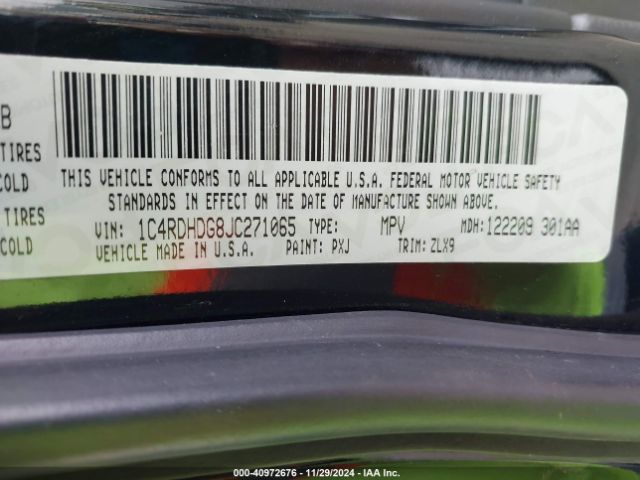 B
TIRES
COLD
TIRES
COLD
THIS VEHICLE CONFORMS TO ALL APPLICABLE U.S.A. FEDERAL MOTOR VEHICLE SAFETY
STANDARDS IN EFFECT ON THE DATE OF MANUFACTURE SHOWN ABOVE.
VIN: 1C4RDHDG8JC271065 TYPE: MPV MDH: 122209 301AA
VEHICLE MADE IN U.S.A. PAINT: PXJ TRIM: ZLX9
000-40972676 - 11/29/2024 - IAA Inc.